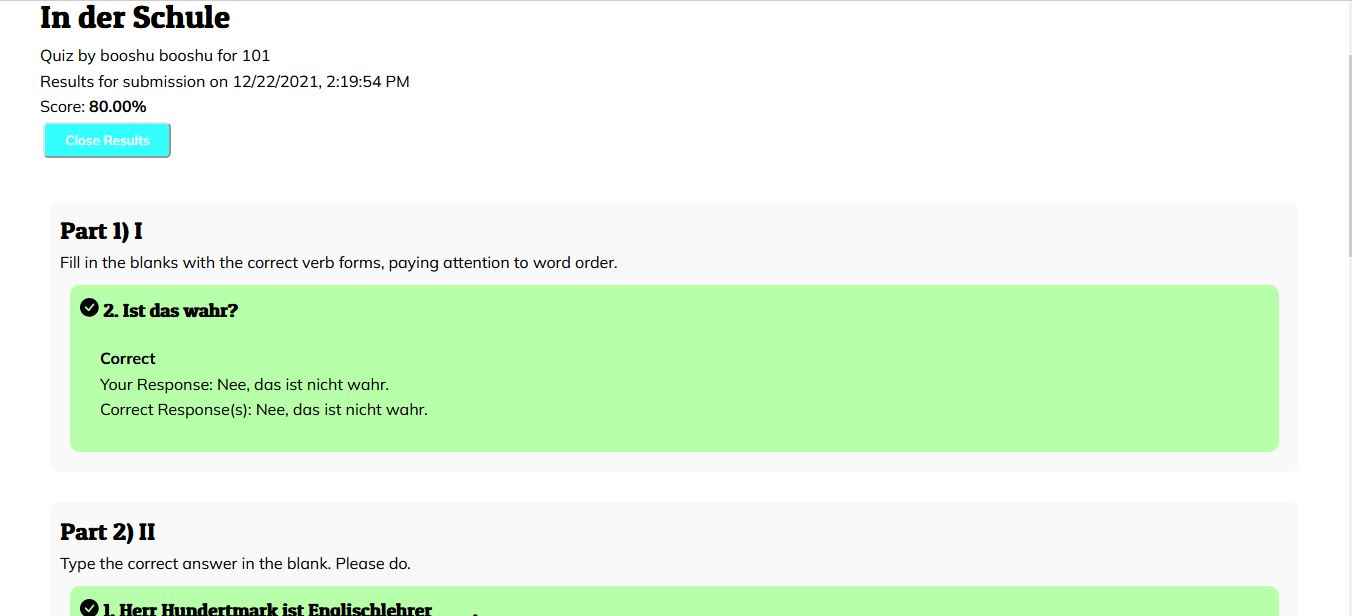 In der Schule
Quiz by booshu booshu for 101
Results for submission on 12/22/2021, 2:19:54 PM
Score: 80.00%
Close Results
Part 1) I
Fill in the blanks with the correct verb forms, paying attention to word order.
2. Ist das wahr?
Correct
Your Response: Nee, das ist nicht wahr.
Correct Response(s): Nee, das ist nicht wahr.
Part 2) II
Type the correct answer in the blank. Please do.
1. Herr Hundertmark ist Englischlehrer